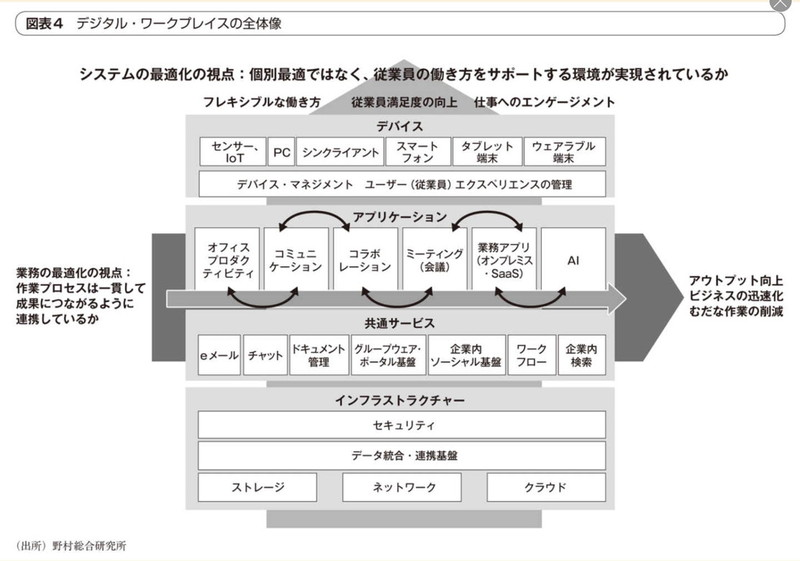 図表4 デジタル・ワークプレイスの全体像
システムの最適化の視点：個別最適ではなく、従業員の働き方をサポートする環境が実現されているか
フレキシブルな働き方 従業員満足度の向上 仕事へのエンゲージメント
デバイス
センサー、
IoT
PC
シンクライアント
スマート
フォン
タブレット
端末
ウェアラブル
端末
デバイス・マネジメント ユーザー（従業員）エクスペリエンスの管理
業務の最適化の視点：
作業プロセスは一貫して
成果につながるように
連携しているか
アプリケーション
オフィス
プロダク
ティビティ
コミュニ
ケーション
コラボ
レーション
ミーティング
（会議）
業務アプリ
（オンプレミス
・SaaS）
AI
アウトプット向上
ビジネスの迅速化
むだな作業の削減
共通サービス
eメール
チャット
ドキュメント
管理
グループウェア・
ポータル基盤
企業内
ソーシャル基盤
ワーク
フロー
企業内
検索
インフラストラクチャー
セキュリティ
データ統合・連携基盤
ストレージ
ネットワーク
クラウド
（出所）野村総合研究所